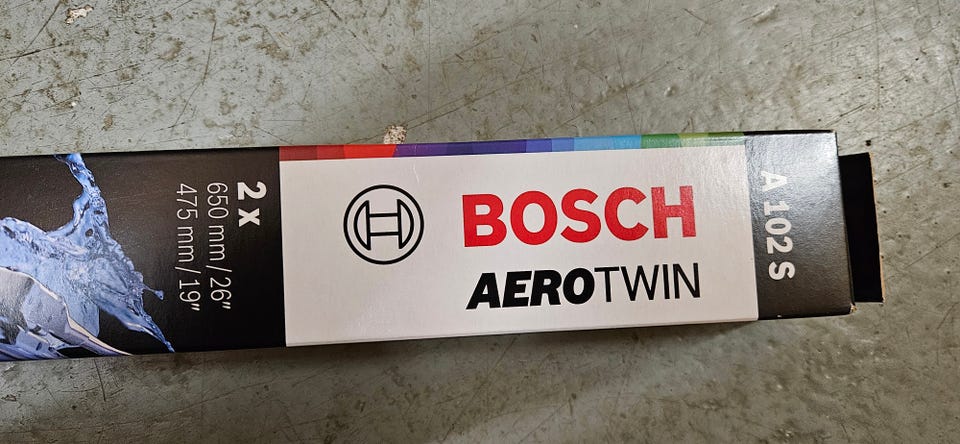 2 x
650 mm / 26"
475 mm / 19"
BOSCH
AEROTWIN
A 102 S